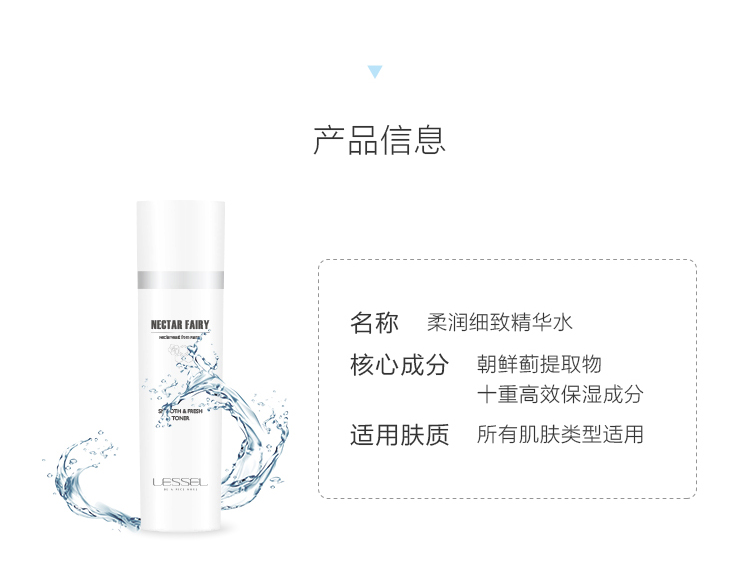 产品信息
NECTAR FAIRY
SMOOTH & FRESH
TONER
LESSEL
名称 柔润细致精华水
核心成分 朝鲜蓟提取物
十重高效保湿成分
适用肤质 所有肌肤类型适用